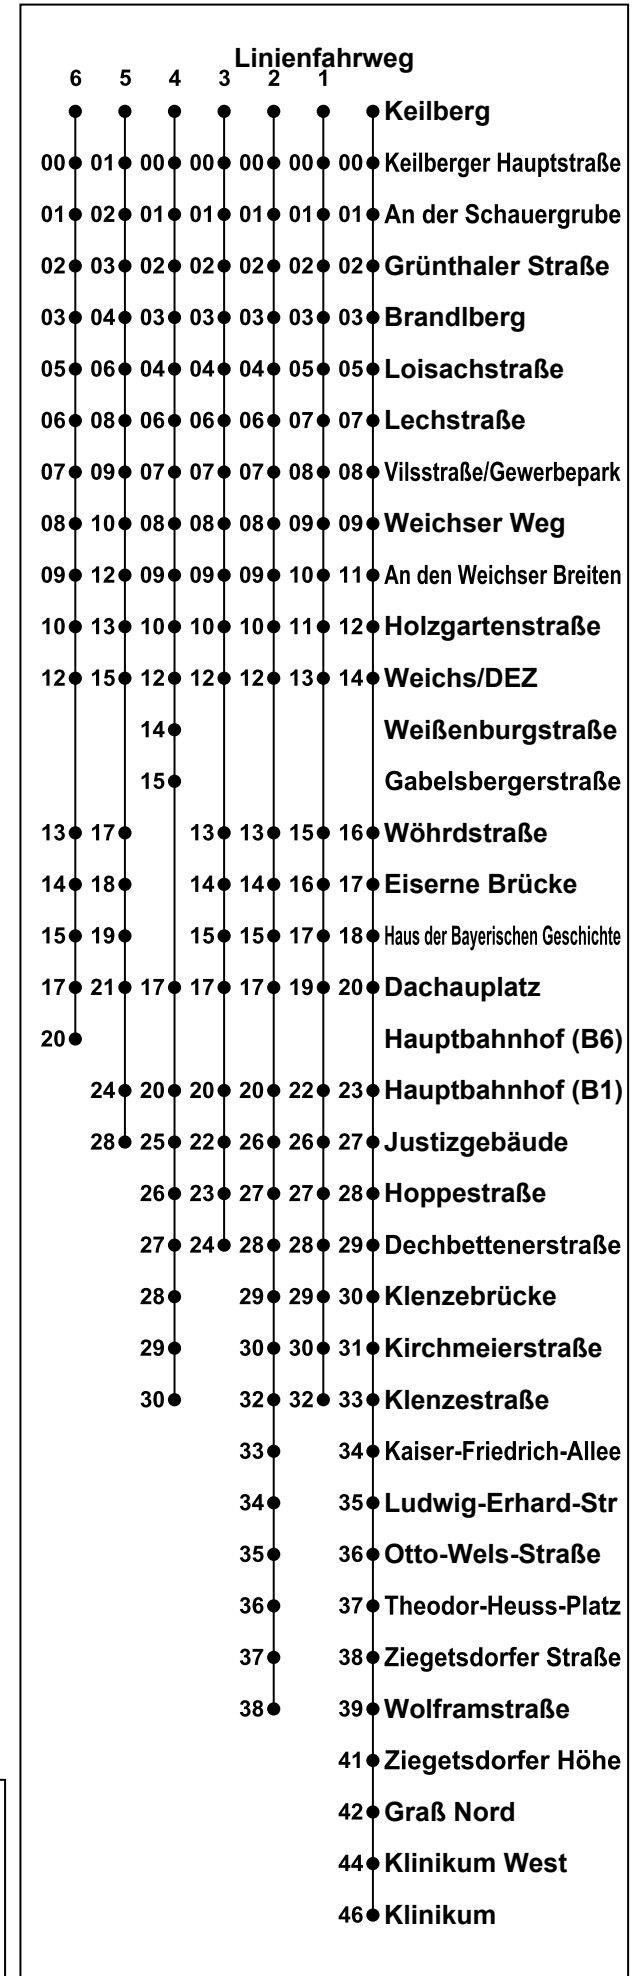 Linienfahrweg
6 5 4 3 2 1
Keilberg
00 01 00 00 00 00 00 Keilberger Hauptstraße
01 02 01 01 01 01 01 An der Schauergrube
02 03 02 02 02 02 02 Grünthaler Straße
03 04 03 03 03 03 03 Brandlberg
05 06 04 04 04 05 05 Loisachstraße
06 08 06 06 06 07 07 Lechstraße
07 09 07 07 07 08 08 Vilsstraße/Gewerbepark
08 10 08 08 08 09 09 Weichser Weg
09 12 09 09 09 10 11 An den Weichser Breiten
10 13 10 10 10 11 12 Holzgartenstraße
12 15 12 12 12 13 14 Weichs/DEZ
14 Weißenburgstraße
15 Gabelsbergerstraße
13 17 13 13 15 16 Wöhrdstraße
14 18 14 14 16 17 Eiserne Brücke
15 19 15 15 17 18 Haus der Bayerischen Geschichte
17 21 17 17 17 19 20 Dachauplatz
20 Hauptbahnhof (B6)
24 20 20 20 22 23 Hauptbahnhof (B1)
28 25 22 26 26 27 Justizgebäude
26 23 27 27 28 Hoppestraße
27 24 28 28 29 Dechbettenerstraße
28 29 29 30 Klenzebrücke
29 30 30 31 Kirchmeierstraße
30 32 32 33 Klenzestraße
33 34 Kaiser-Friedrich-Allee
34 35 Ludwig-Erhard-Str
35 36 Otto-Wels-Straße
36 37 Theodor-Heuss-Platz
37 38 Ziegetsdorfer Straße
38 39 Wolframstraße
41 Ziegetsdorfer Höhe
42 Graß Nord
44 Klinikum West
46 Klinikum